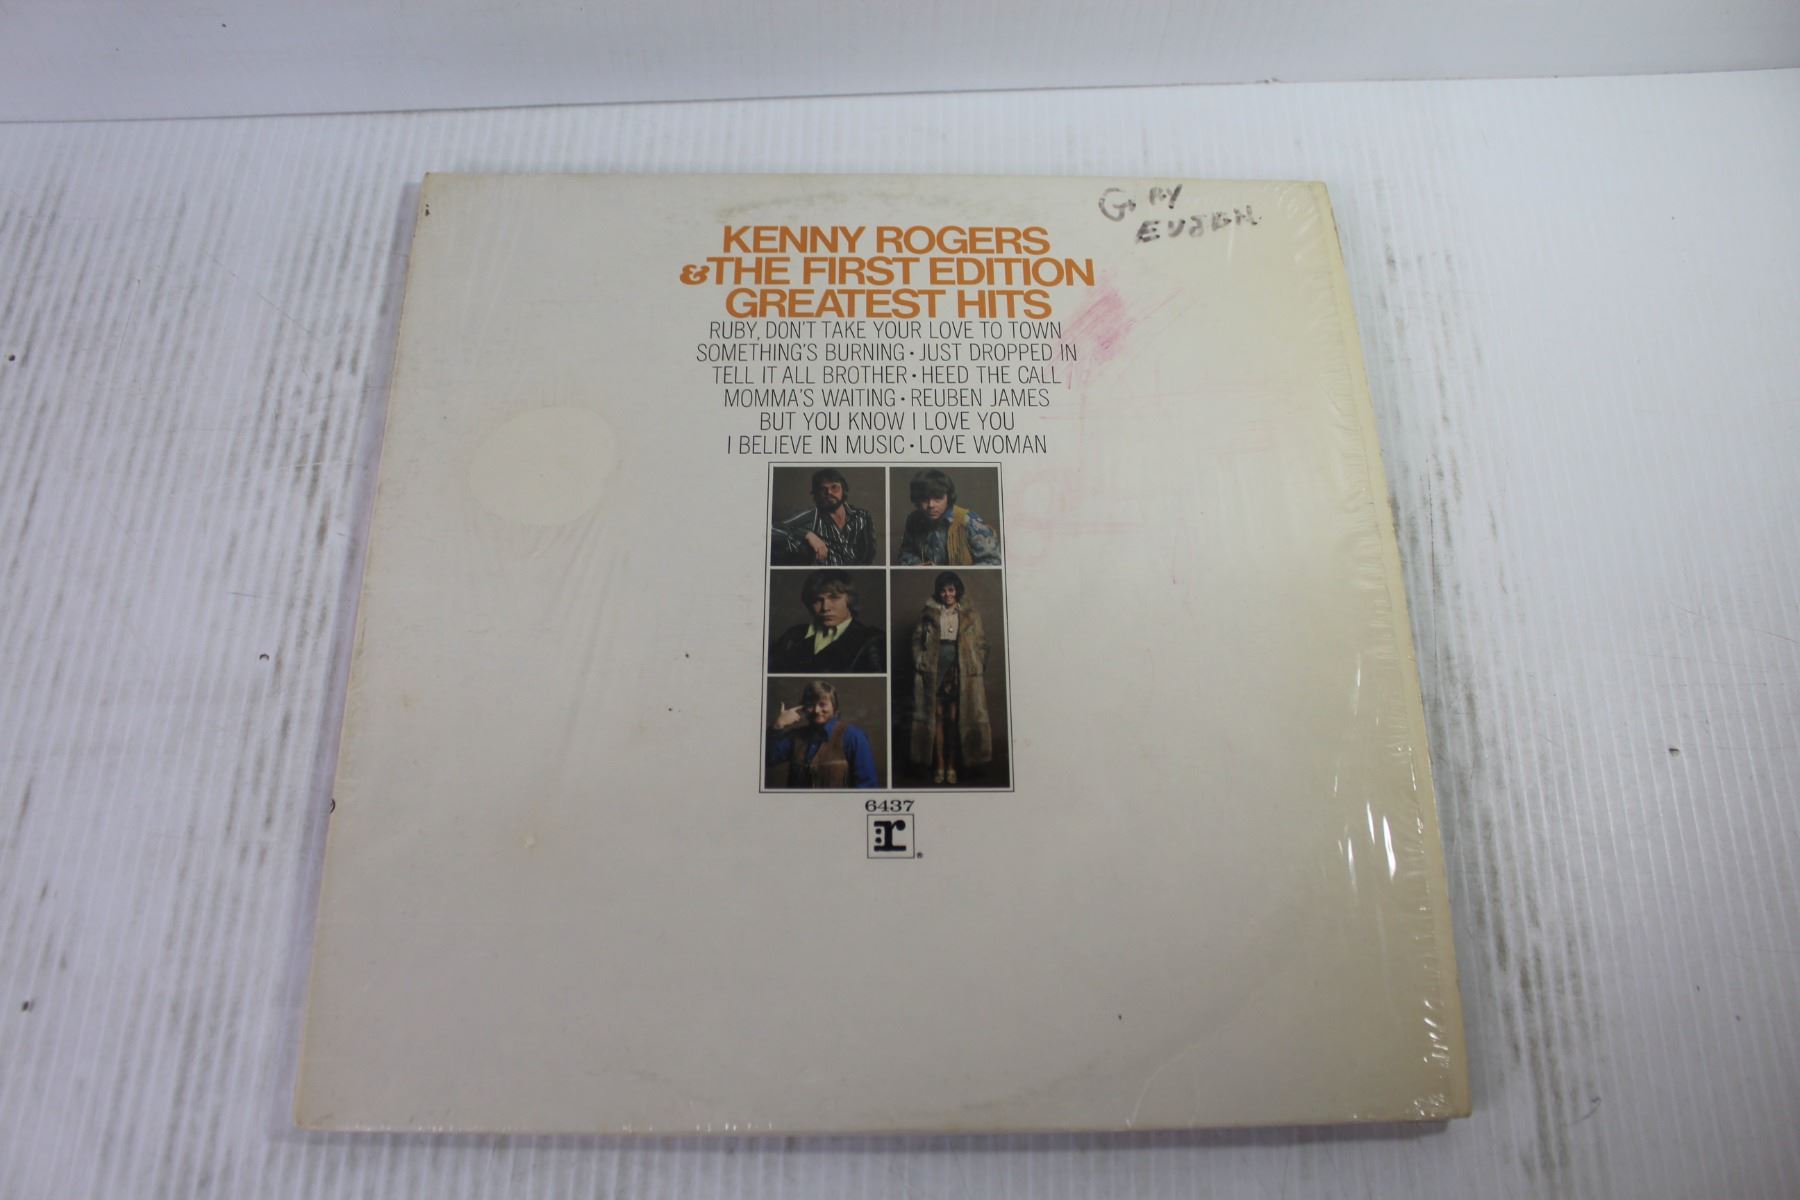 EUJEN
KENNY ROGERS
&THE FIRST EDITION
GREATEST HITS
RUBY, DON'T TAKE YOUR LOVE TO TOWN
SOMETHING'S BURNING • JUST DROPPED IN
TELL IT ALL BROTHER • HEED THE CALL
MOMMA'S WAITING • REUBEN JAMES
BUT YOU KNOW I LOVE YOU
I BELIEVE IN MUSIC • LOVE WOMAN
6437
:r
®